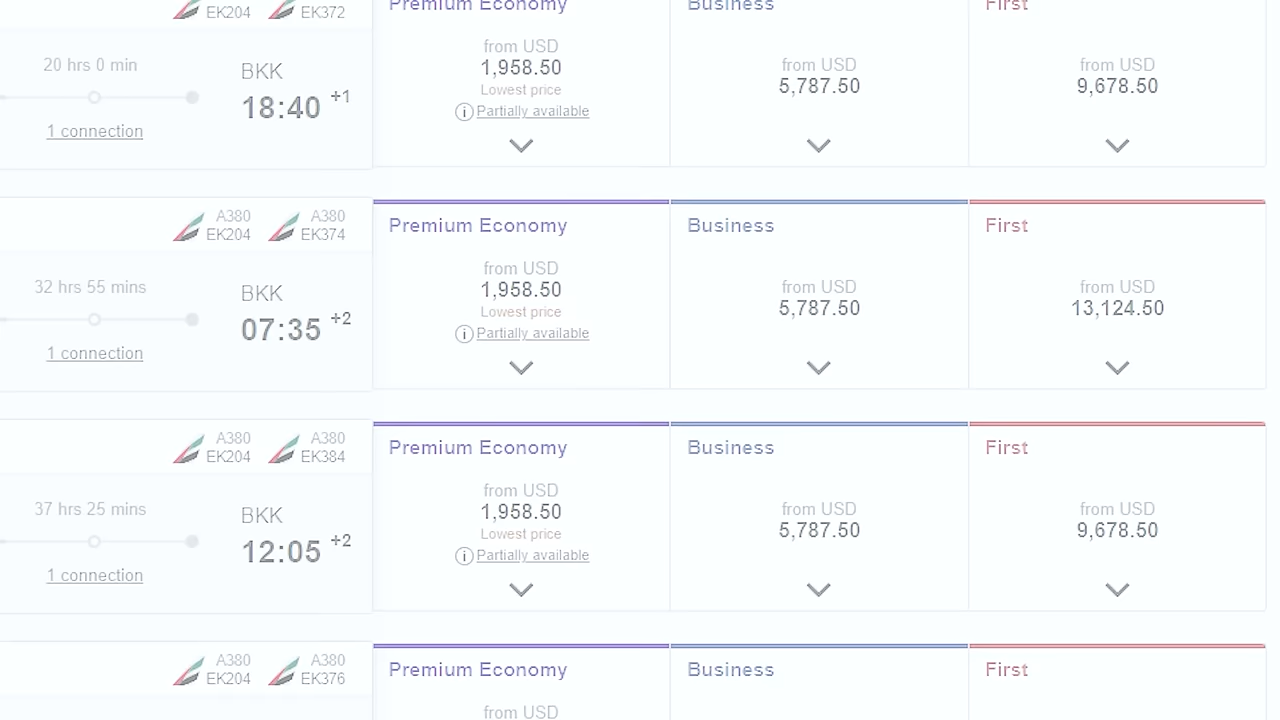 EK204 EK372
Premium Economy Business First
20 hrs 0 min
BKK
18:40 +1
1 connection
from USD
1,958.50
Lowest price
Partially available
from USD
5,787.50
from USD
9,678.50
A380 A380
EK204 EK374
Premium Economy Business First
32 hrs 55 mins
BKK
07:35 +2
1 connection
from USD
1,958.50
Lowest price
Partially available
from USD
5,787.50
from USD
13,124.50
A380 A380
EK204 EK384
Premium Economy Business First
37 hrs 25 mins
BKK
12:05 +2
1 connection
from USD
1,958.50
Lowest price
Partially available
from USD
5,787.50
from USD
9,678.50
A380 A380
EK204 EK376
Premium Economy Business First
from USD